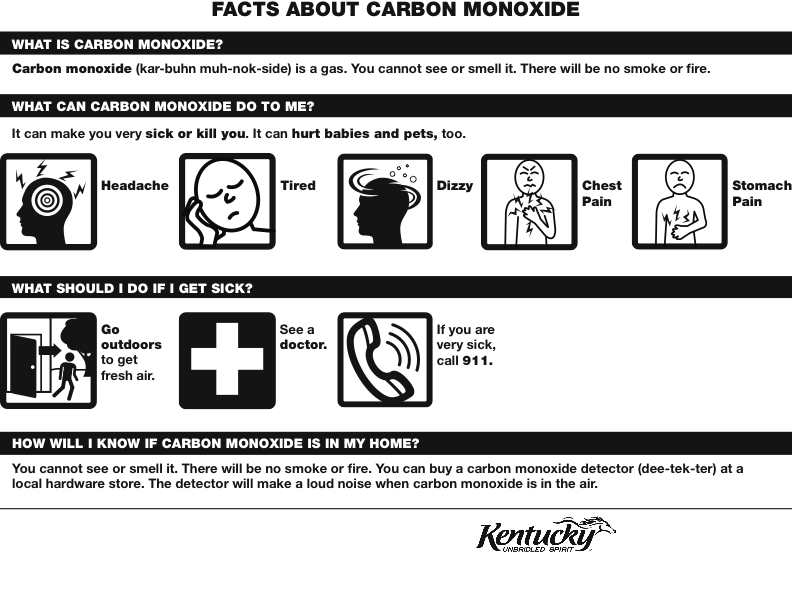 FACTS ABOUT CARBON MONOXIDE
WHAT IS CARBON MONOXIDE?
Carbon monoxide (kar-buhn muh-nok-side) is a gas. You cannot see or smell it. There will be no smoke or fire.
WHAT CAN CARBON MONOXIDE DO TO ME?
It can make you very sick or kill you. It can hurt babies and pets, too.
Headache
Tired
Dizzy
Chest
Pain
Stomach
Pain
WHAT SHOULD I DO IF I GET SICK?
Go
outdoors
to get
fresh air.
See a
doctor.
If you are
very sick,
call 911.
HOW WILL I KNOW IF CARBON MONOXIDE IS IN MY HOME?
You cannot see or smell it. There will be no smoke or fire. You can buy a carbon monoxide detector (dee-tek-ter) at a
local hardware store. The detector will make a loud noise when carbon monoxide is in the air.
Kentucky
UNBRIDLED SPIRIT